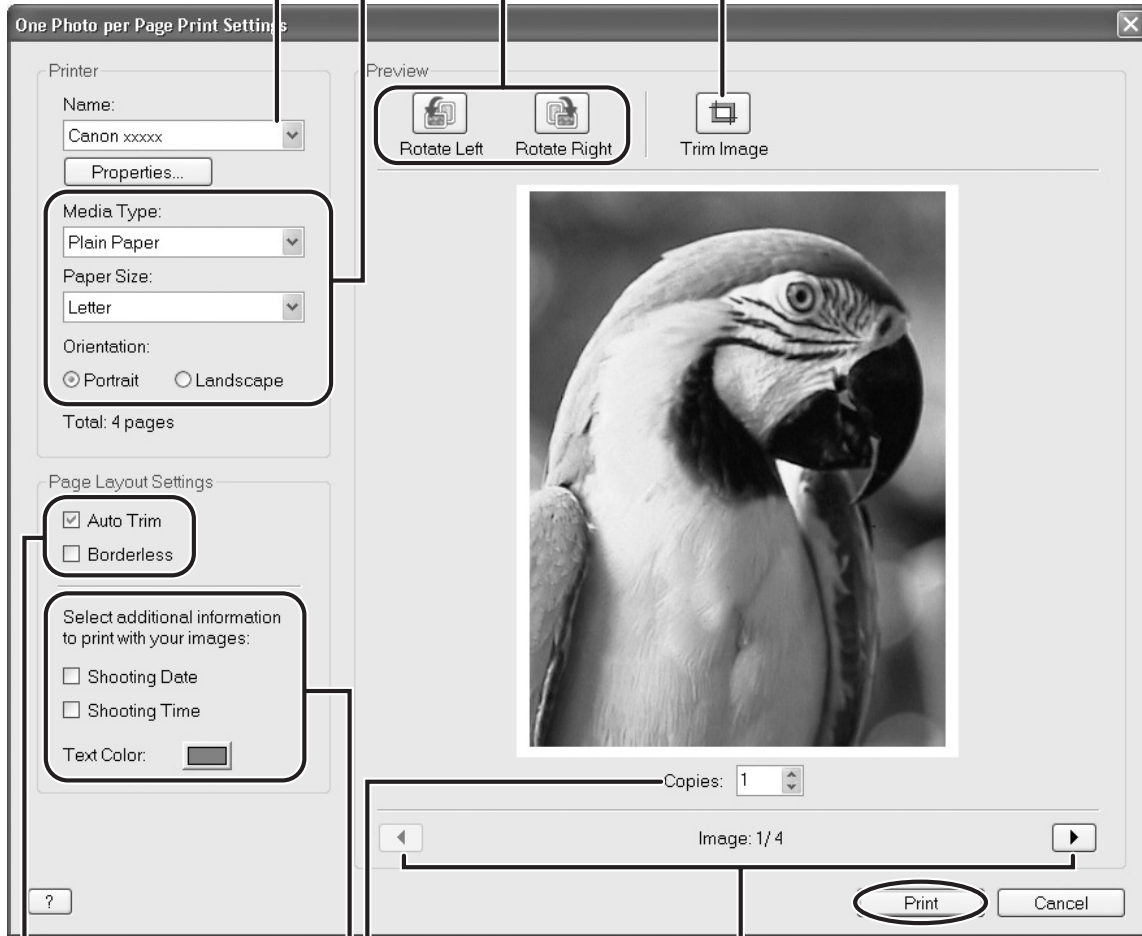 One Photo per Page Print Settings
Printer
Name:
Canon xxxxx
Properties...
Media Type:
Plain Paper
Paper Size:
Letter
Orientation:
Portrait Landscape
Total: 4 pages
Page Layout Settings
Auto Trim
Borderless
Select additional information
to print with your images:
Shooting Date
Shooting Time
Text Color:
Preview
Rotate Left Rotate Right Trim Image
Copies: 1
Image: 1/ 4
? Print Cancel